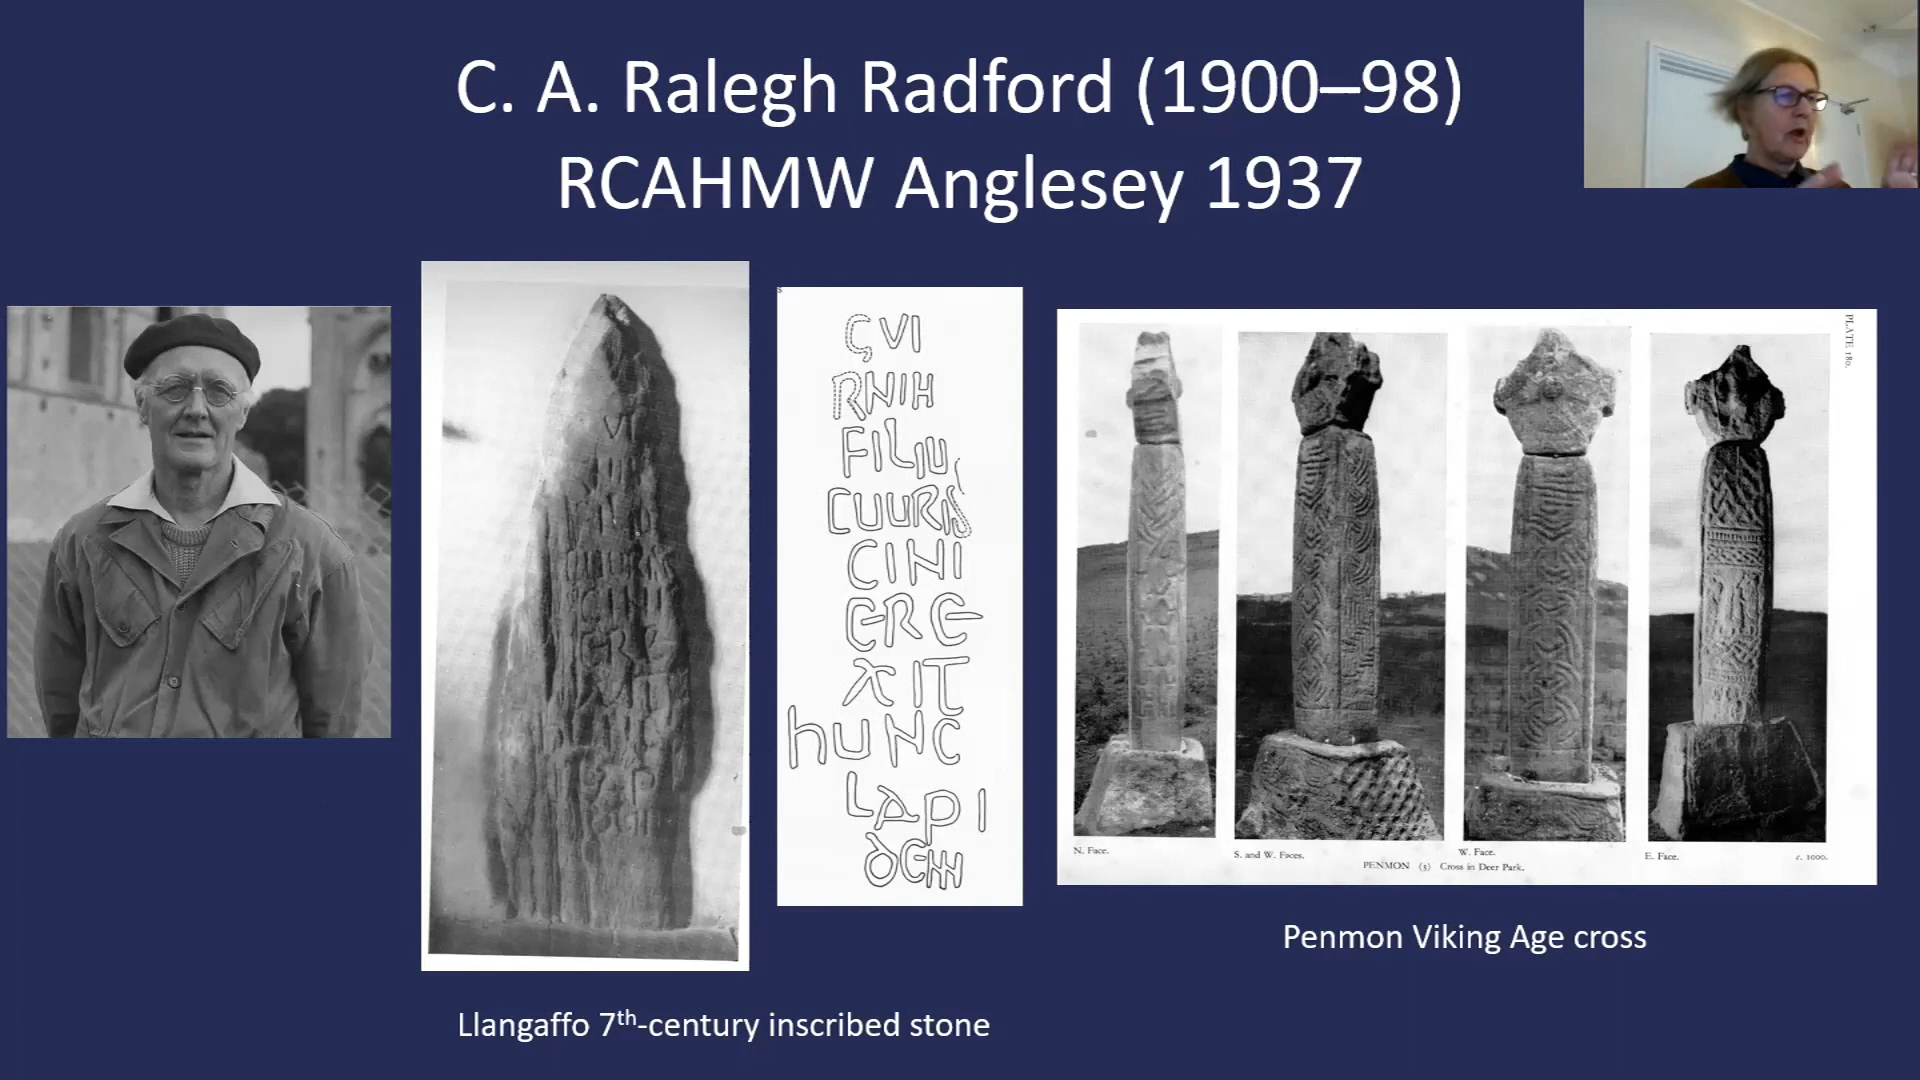 C. A. Ralegh Radford (1900–98)
RCAHMW Anglesey 1937
ÇVI
RNIH
FILIU
CUURIS
CINI
ERE
XIT
hUNC
LAPI
DEM
PLATE 180.
N. Face.
S. and W. Faces.
W. Face.
E. Face.
c. 1000.
PENMON (3) Cross in Deer Park.
Penmon Viking Age cross
Llangaffo 7th-century inscribed stone